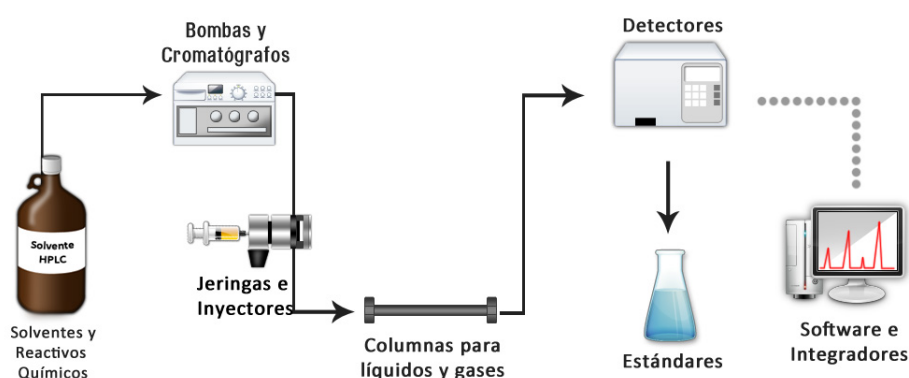 Bombas y
Cromatógrafos
Detectores
Solvente
HPLC
Jeringas e
Inyectores
Solventes y
Reactivos
Químicos
Columnas para
líquidos y gases
Estándares
Software e
Integradores